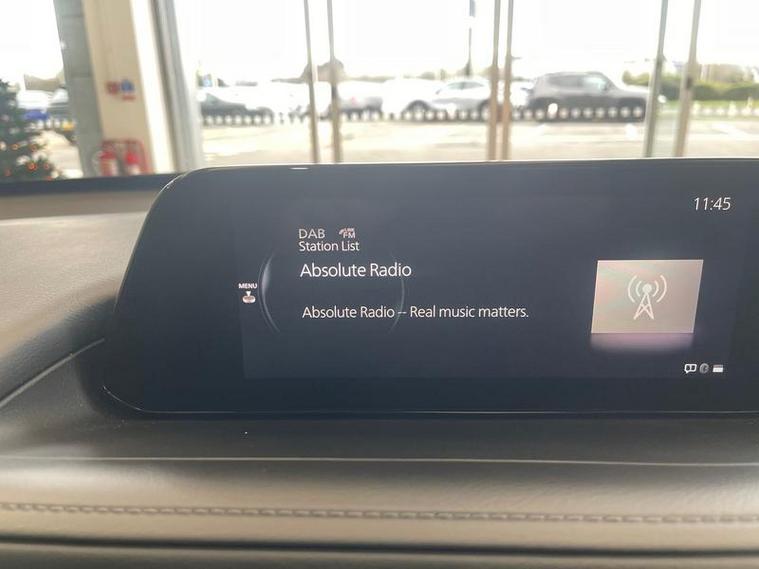 11:45
DAB FM
Station List
Absolute Radio
MENU
Absolute Radio -- Real music matters.